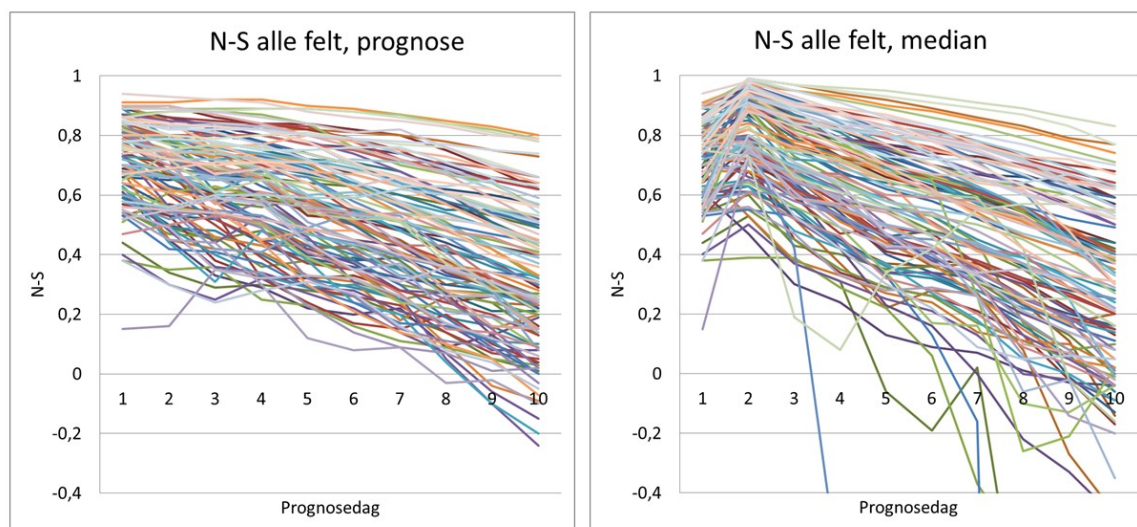 N-S alle felt, prognose
1
0,8
0,6
0,4
0,2
0
-0,2
-0,4
N-S
1 2 3 4 5 6 7 8 9 10
Prognosedag
N-S alle felt, median
1
0,8
0,6
0,4
0,2
0
-0,2
-0,4
N-S
1 2 3 4 5 6 7 8 9 10
Prognosedag